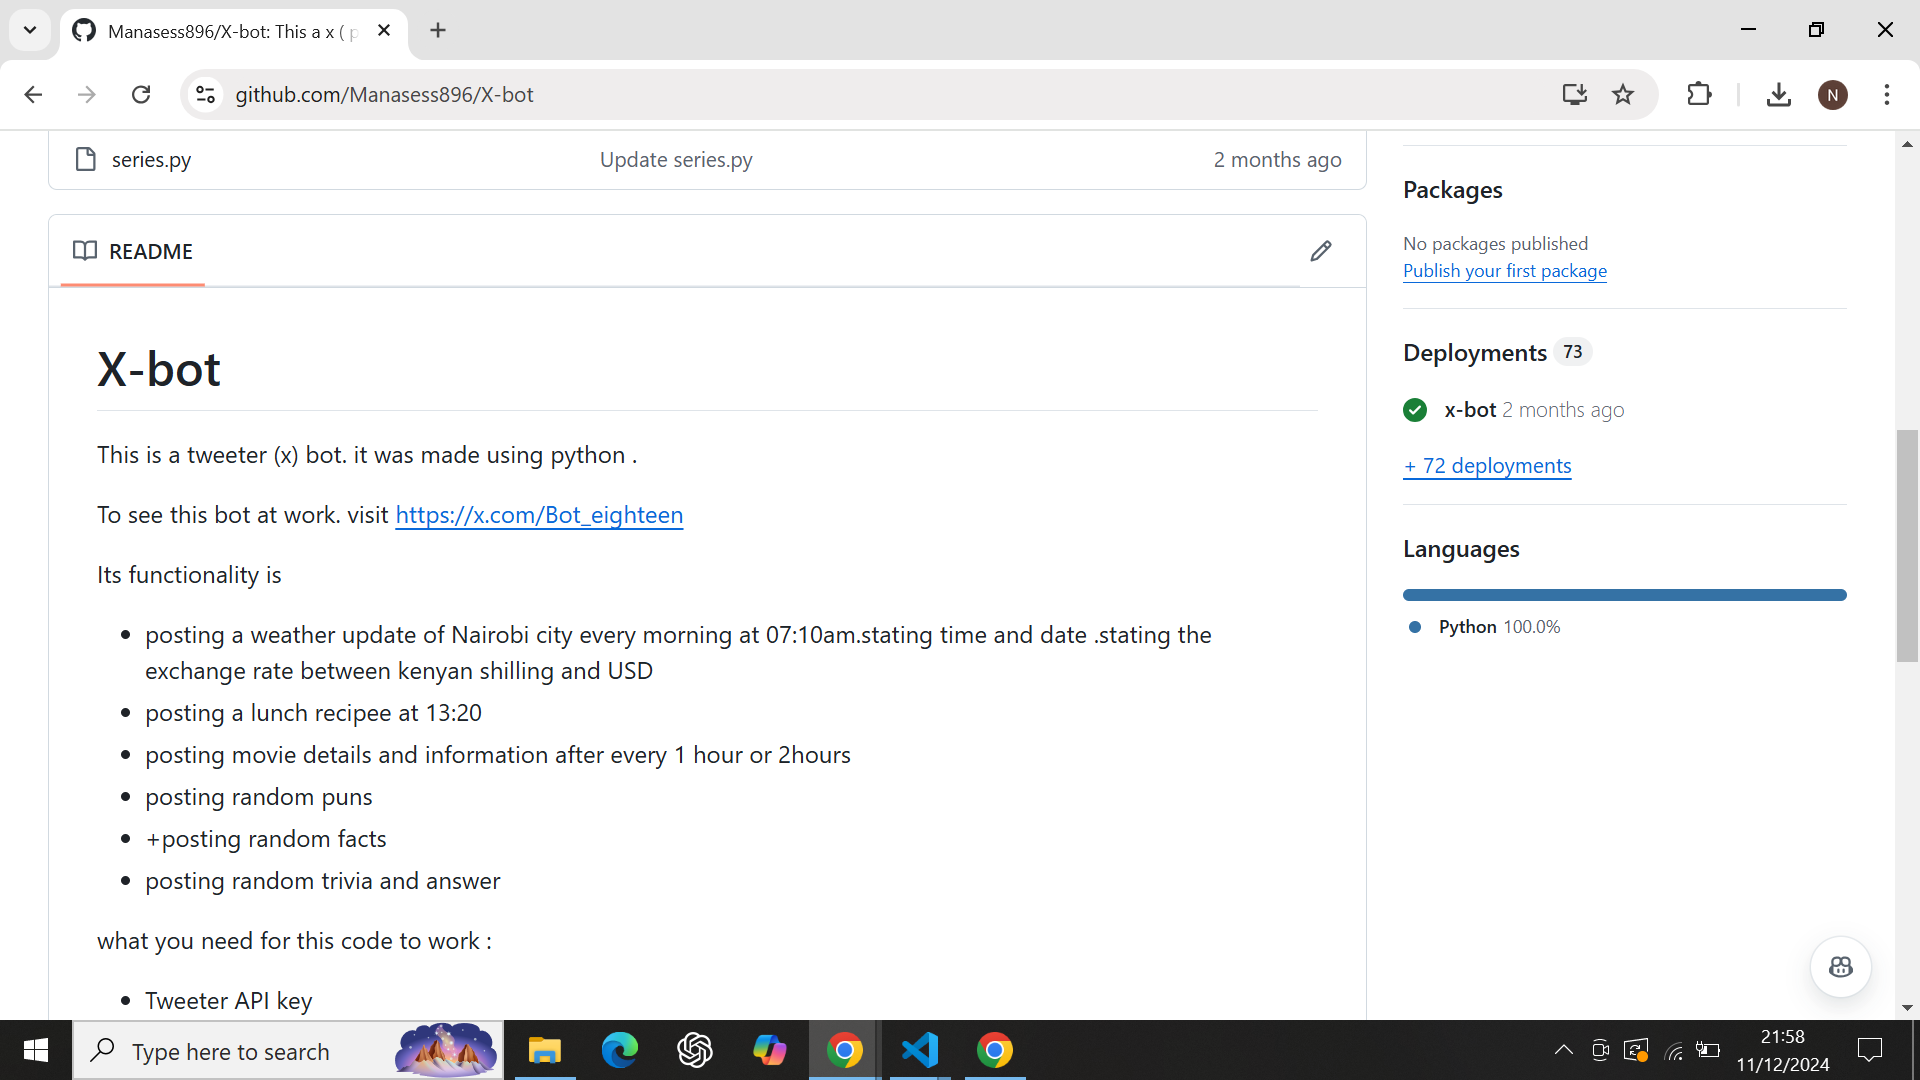 Manasess896/X-bot: This a x ( p
github.com/Manasess896/X-bot
N
series.py
Update series.py
2 months ago
README
X-bot
This is a tweeter (x) bot. it was made using python .
To see this bot at work. visit https://x.com/Bot_eighteen
Its functionality is
posting a weather update of Nairobi city every morning at 07:10am.stating time and date .stating the
exchange rate between kenyan shilling and USD
posting a lunch recipee at 13:20
posting movie details and information after every 1 hour or 2hours
posting random puns
+posting random facts
posting random trivia and answer
what you need for this code to work :
Tweeter API key
Packages
No packages published
Publish your first package
Deployments 73
x-bot 2 months ago
+ 72 deployments
Languages
Python 100.0%
Type here to search
21:58
11/12/2024